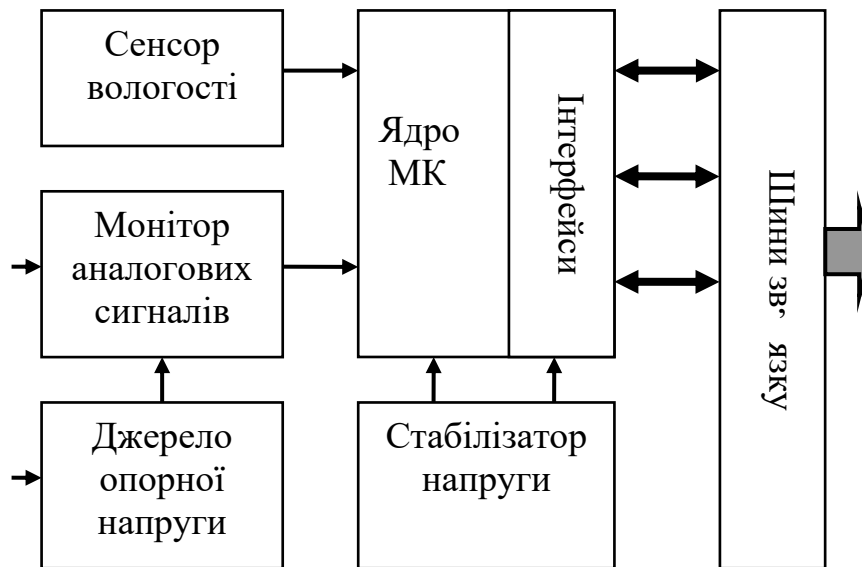 Сенсор
вологості
Ядро
МК
Інтерфейси
Шини зв’ язку
Монітор
аналогових
сигналів
Джерело
опорної
напруги
Стабілізатор
напруги